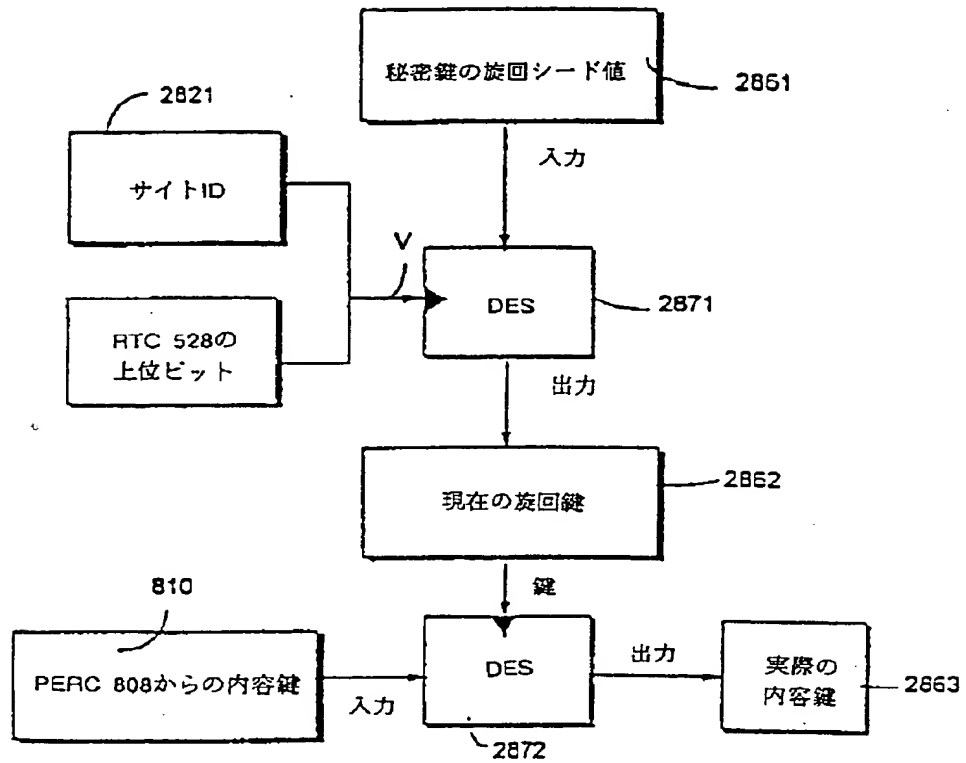 秘密鍵の旋回シード値
2861
2821
サイトID
入力
V
DES
2871
RTC 528の
上位ビット
出力
現在の旋回鍵
2862
810
鍵
PERC 808からの内容鍵
入力
DES
出力
実際の
内容鍵
2863
2872